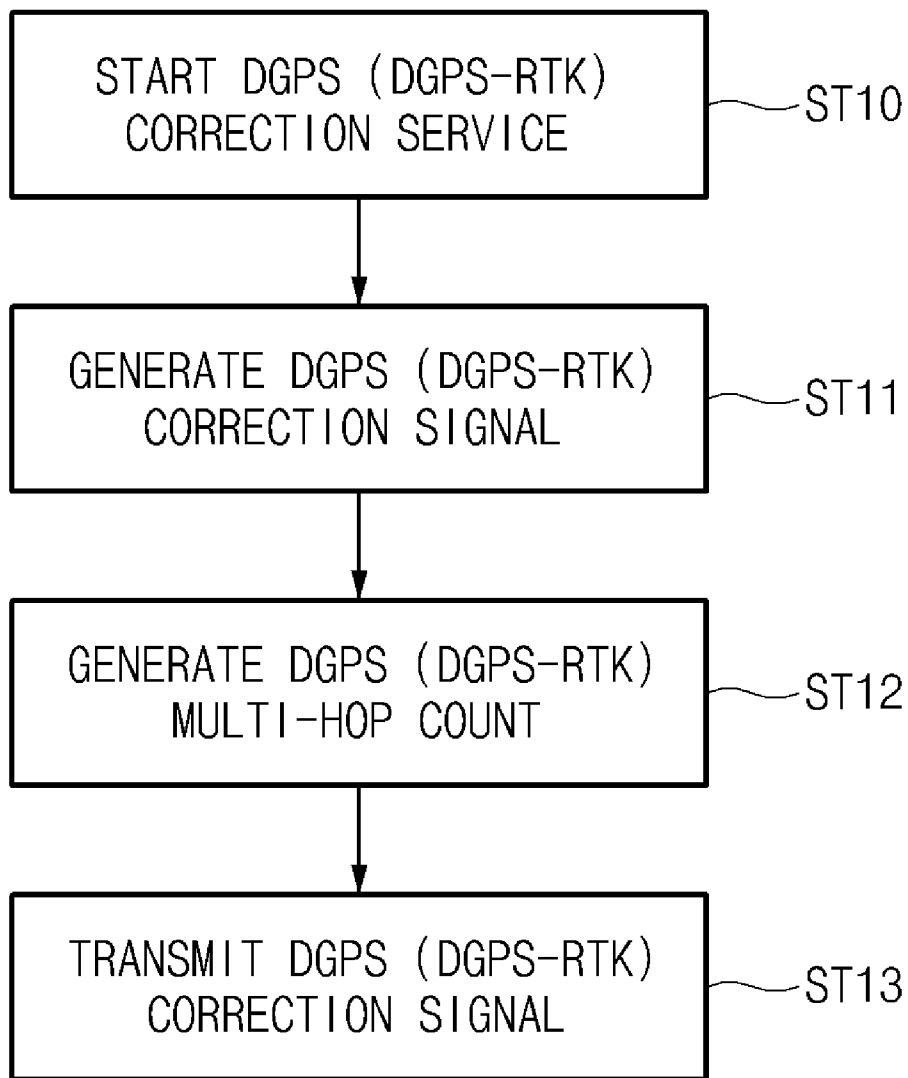 START DGPS (DGPS-RTK)
CORRECTION SERVICE
ST10
GENERATE DGPS (DGPS-RTK)
CORRECTION SIGNAL
ST11
GENERATE DGPS (DGPS-RTK)
MULTI-HOP COUNT
ST12
TRANSMIT DGPS (DGPS-RTK)
CORRECTION SIGNAL
ST13